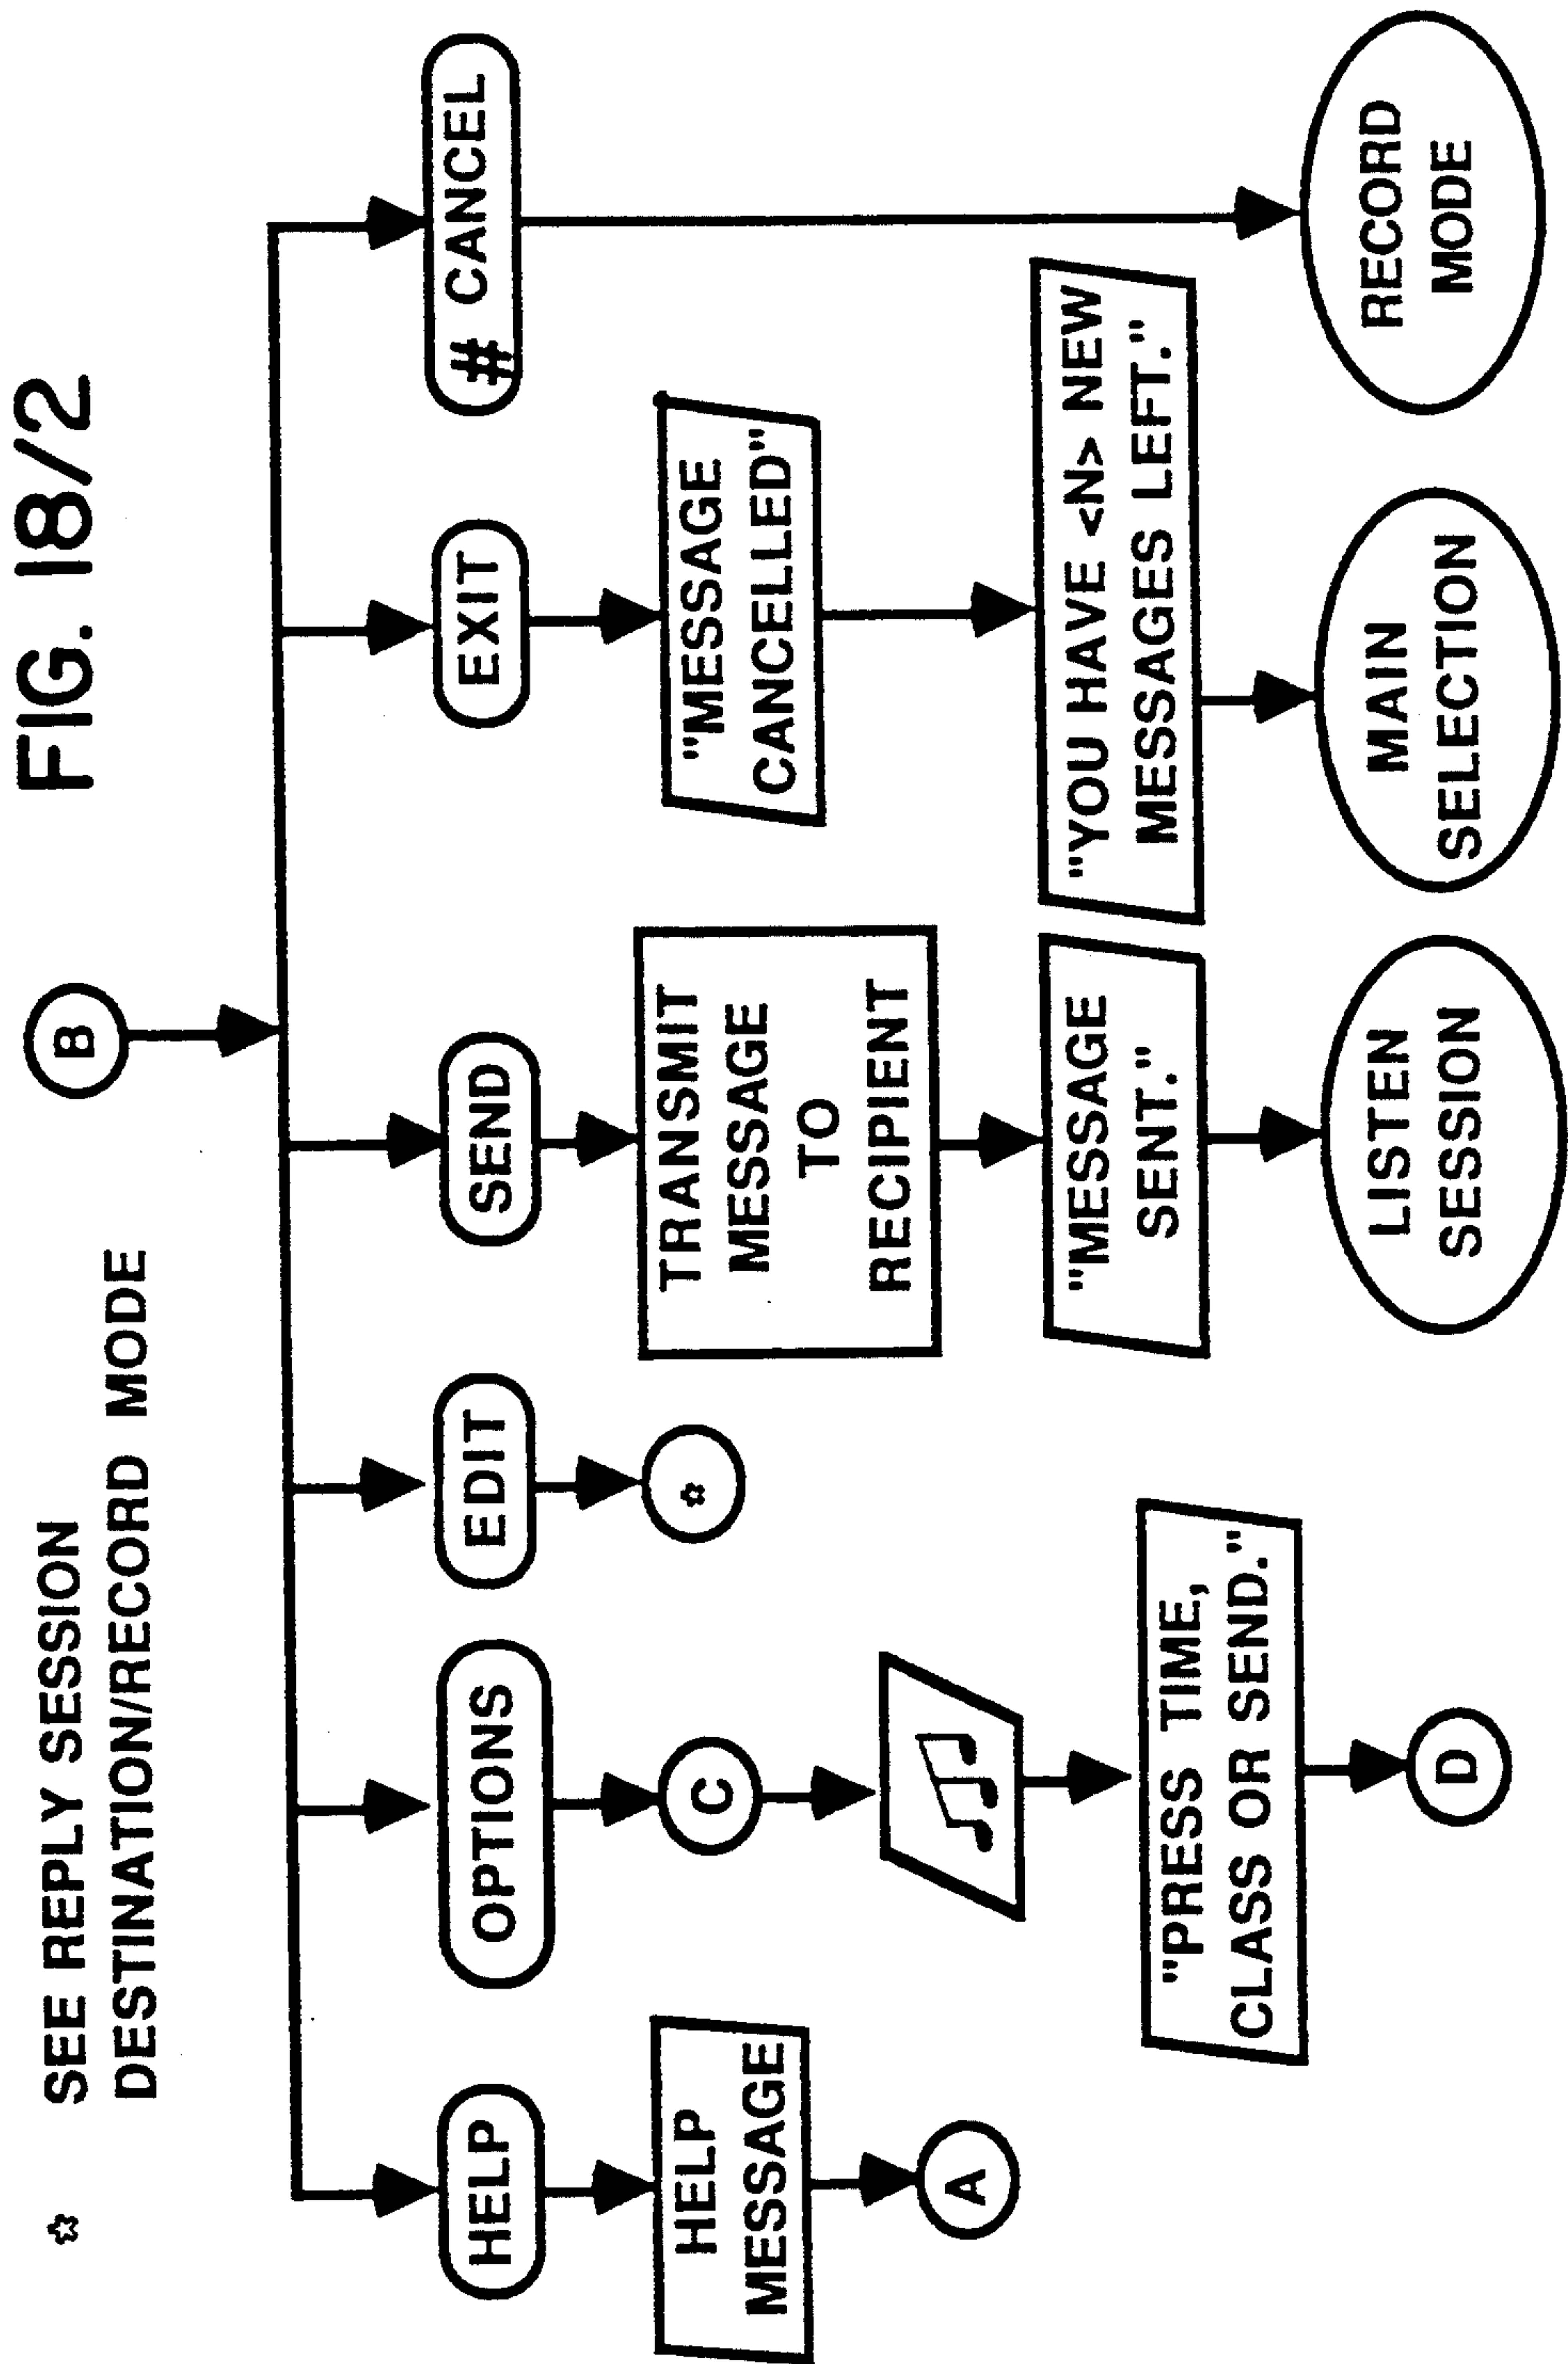 FIG. 18/2
* SEE REPLY SESSION
DESTINATION/RECORD MODE
B
HELP
OPTIONS
EDIT
SEND
EXIT
# CANCEL
HELP
MESSAGE
C
*
TRANSMIT
MESSAGE
TO
RECIPIENT
"MESSAGE
CANCELLED"
A
"PRESS TIME,
CLASS OR SEND."
"MESSAGE
SENT."
"YOU HAVE <N> NEW
MESSAGES LEFT."
D
LISTEN
SESSION
MAIN
SELECTION
RECORD
MODE